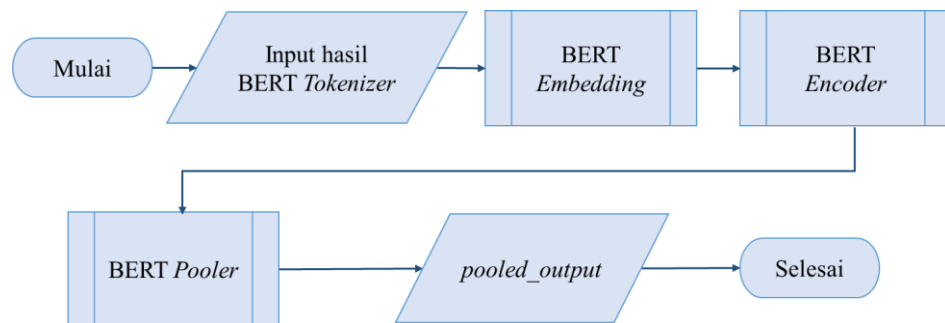 Mulai
Input hasil
BERT Tokenizer
BERT
Embedding
BERT
Encoder
BERT Pooler
pooled_output
Selesai